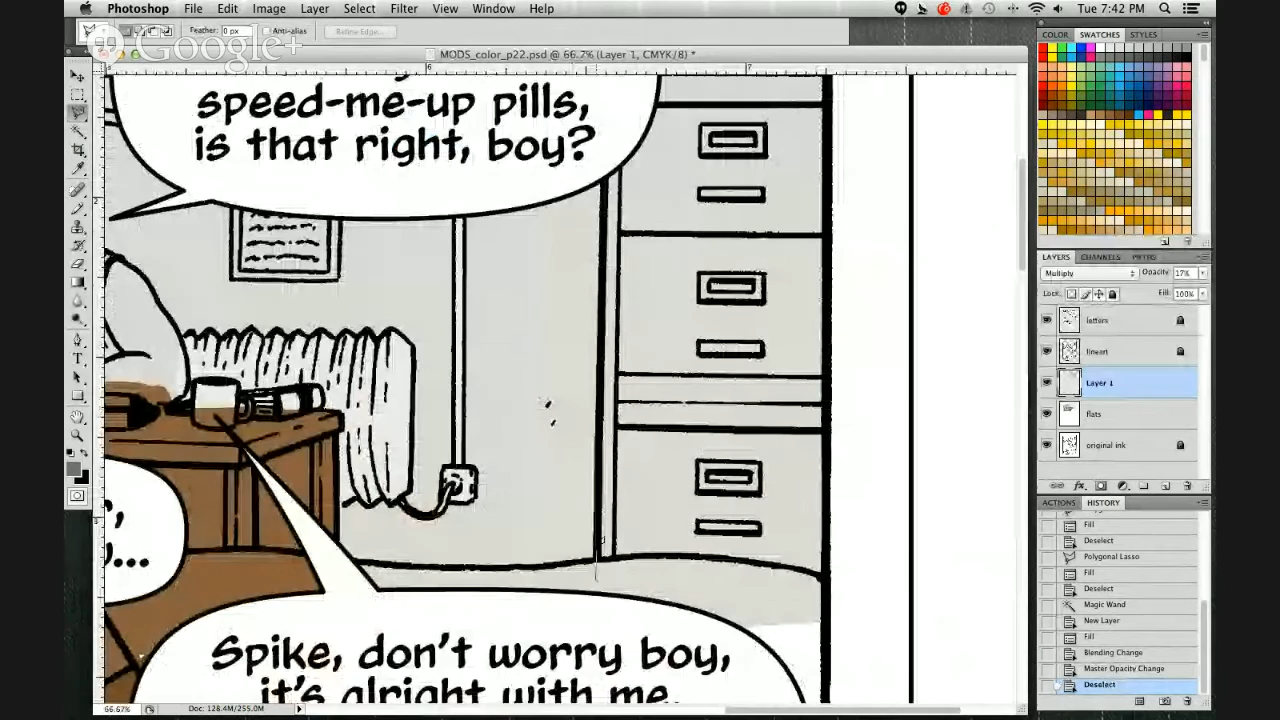 Photoshop File Edit Image Layer Select Filter View Window Help
Tue 7:42 PM
Feather: 0 px Anti-alias Refine Edge...
Google+
MODS_color_p22.psd @ 66.7% (Layer 1, CMYK/8) *
6 7
speed-me-up pills,
is that right, boy?
Spike, don't worry boy,
it's alright with me.
66.67% Doc: 128.4M/255.0M
COLOR SWATCHES STYLES
LAYERS CHANNELS PATHS
Multiply Opacity: 17%
Lock: Fill: 100%
letters
lineart
Layer 1
flats
original ink
ACTIONS HISTORY
Fill
Deselect
Polygonal Lasso
Fill
Deselect
Magic Wand
New Layer
Fill
Blending Change
Master Opacity Change
Deselect